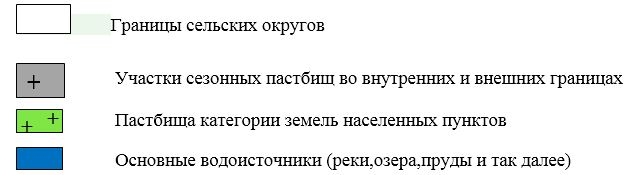 Границы сельских округов
Участки сезонных пастбищ во внутренних и внешних границах
Пастбища категории земель населенных пунктов
Основные водоисточники (реки,озера,пруды и так далее)